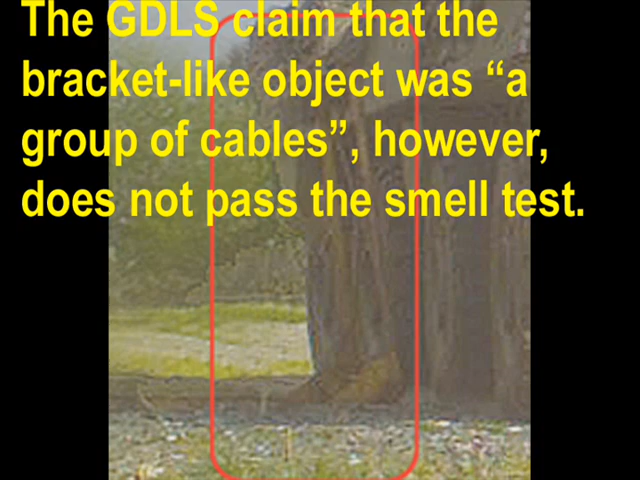 The GDLS claim that the
bracket-like object was “a
group of cables”, however,
does not pass the smell test.